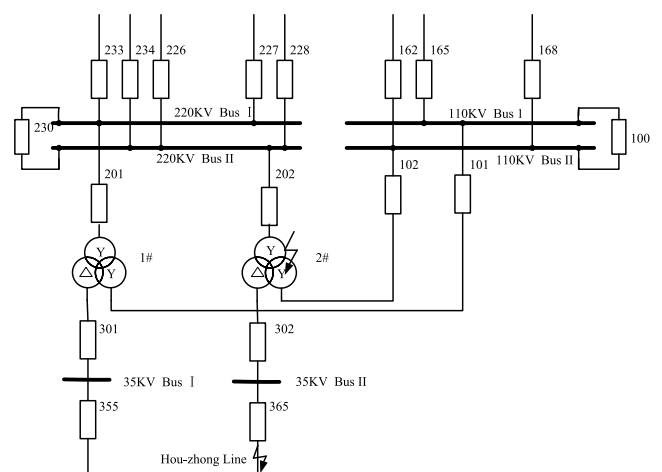 233 234 226 227 228 162 165 168
220KV Bus Ⅰ 110KV Bus 1
230 100
220KV Bus II 110KV Bus II
201 202 102 101
Y Y
1# 2#
△ Y △ Y
301 302
35KV Bus Ⅰ 35KV Bus II
355 365
Hou-zhong Line